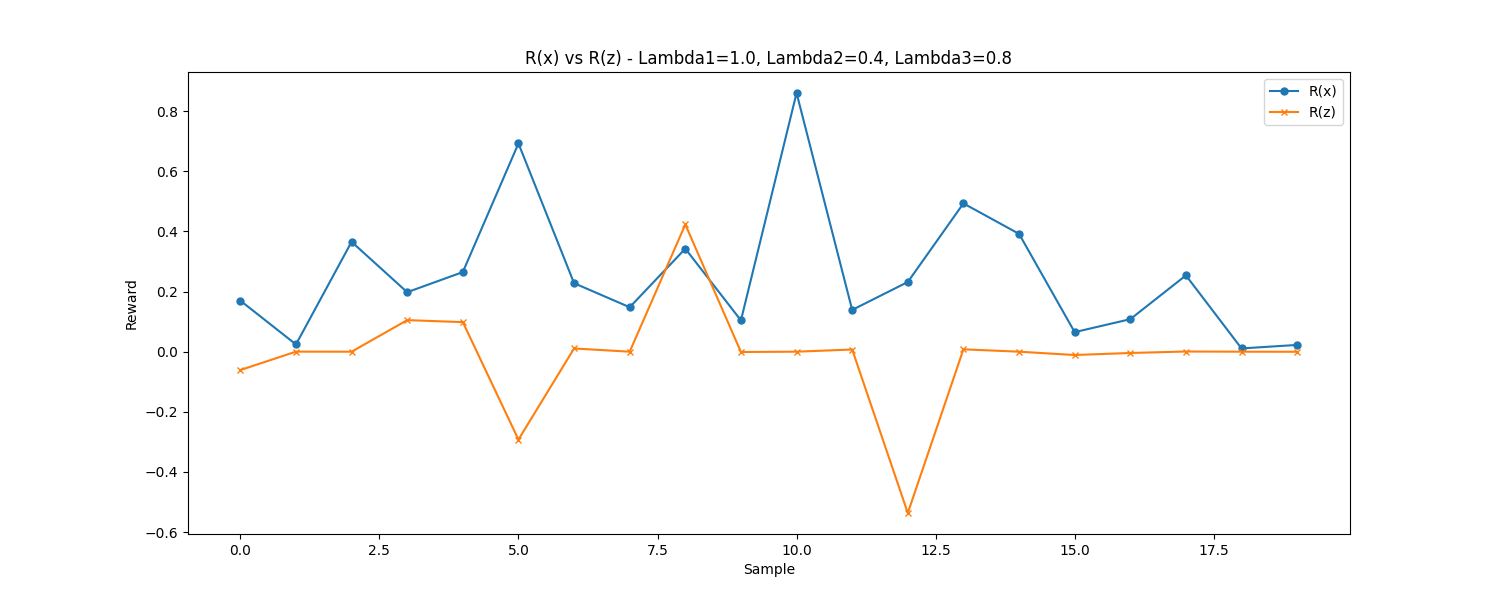 R(x) vs R(z) - Lambda1=1.0, Lambda2=0.4, Lambda3=0.8
R(x)
R(z)
Reward
0.8
0.6
0.4
0.2
0.0
−0.2
−0.4
−0.6
0.0 2.5 5.0 7.5 10.0 12.5 15.0 17.5
Sample